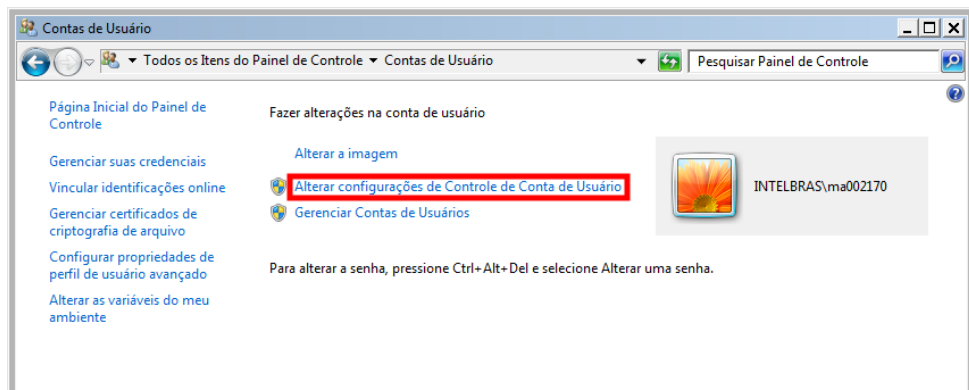 Contas de Usuário
Todos os Itens do Painel de Controle Contas de Usuário
Pesquisar Painel de Controle
Página Inicial do Painel de
Controle
Gerenciar suas credenciais
Vincular identificações online
Gerenciar certificados de
criptografia de arquivo
Configurar propriedades de
perfil de usuário avançado
Alterar as variáveis do meu
ambiente
Fazer alterações na conta de usuário
Alterar a imagem
Alterar configurações de Controle de Conta de Usuário
Gerenciar Contas de Usuários
INTELBRAS\ma002170
Para alterar a senha, pressione Ctrl+Alt+Del e selecione Alterar uma senha.